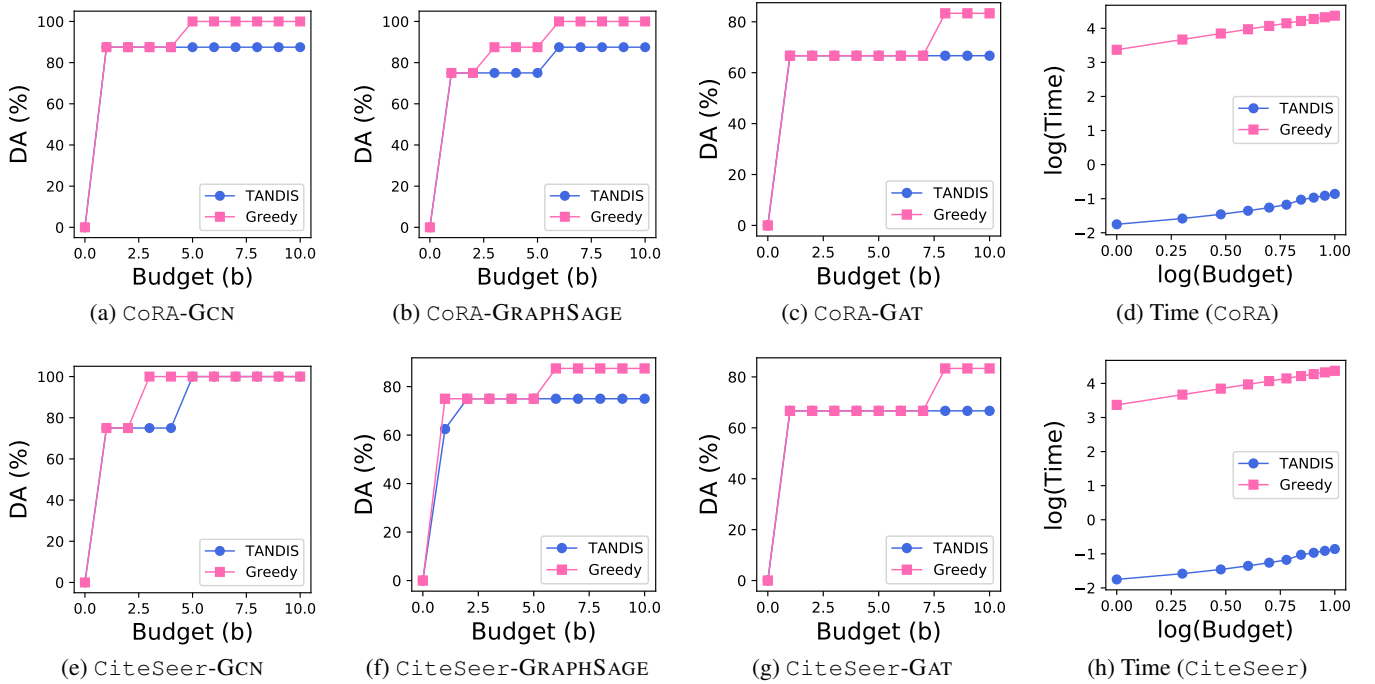 100
80
60
40
20
0
DA (%)
TANDIS
Greedy
0.0 2.5 5.0 7.5 10.0
Budget (b)
(a) CoRA-GCN
100
80
60
40
20
0
DA (%)
TANDIS
Greedy
0.0 2.5 5.0 7.5 10.0
Budget (b)
(b) CoRA-GRAPHSAGE
80
60
40
20
0
DA (%)
TANDIS
Greedy
0.0 2.5 5.0 7.5 10.0
Budget (b)
(c) CoRA-GAT
4
3
2
1
0
−1
−2
log(Time)
TANDIS
Greedy
0.00 0.25 0.50 0.75 1.00
log(Budget)
(d) Time (CoRA)
100
80
60
40
20
0
DA (%)
TANDIS
Greedy
0.0 2.5 5.0 7.5 10.0
Budget (b)
(e) CiteSeer-GCN
80
60
40
20
0
DA (%)
TANDIS
Greedy
0.0 2.5 5.0 7.5 10.0
Budget (b)
(f) CiteSeer-GRAPHSAGE
80
60
40
20
0
DA (%)
TANDIS
Greedy
0.0 2.5 5.0 7.5 10.0
Budget (b)
(g) CiteSeer-GAT
4
3
2
1
0
−1
−2
log(Time)
TANDIS
Greedy
0.00 0.25 0.50 0.75 1.00
log(Budget)
(h) Time (CiteSeer)